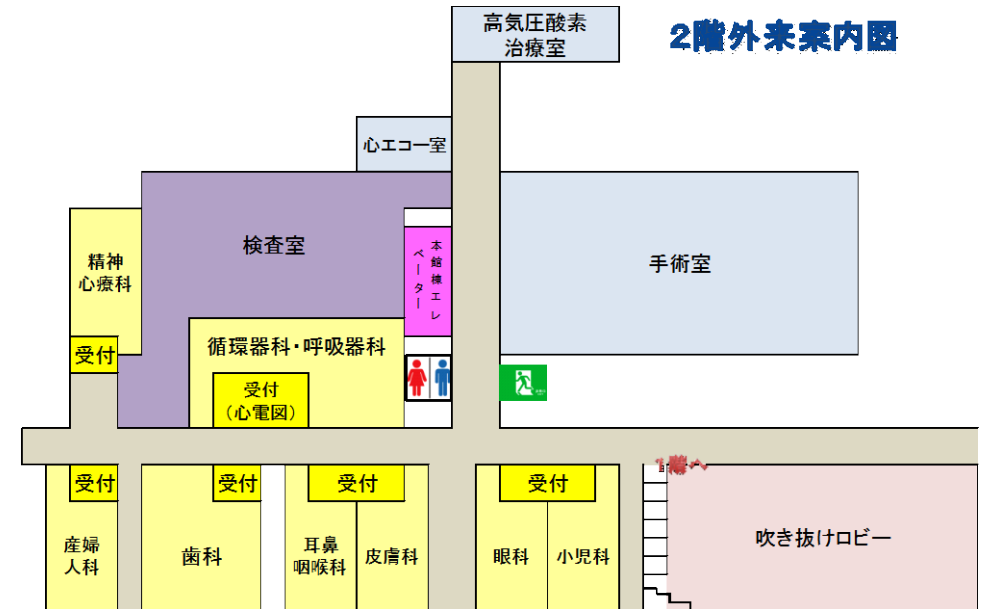 高気圧酸素
治療室
2階外来案内図
心エコー室
検査室
精神
心療科
本館棟エレ
ベーター
手術室
受付
循環器科・呼吸器科
受付
（心電図）
1階へ
受付
受付
受付
受付
産婦
人科
歯科
耳鼻
咽喉科
皮膚科
眼科
小児科
吹き抜けロビー